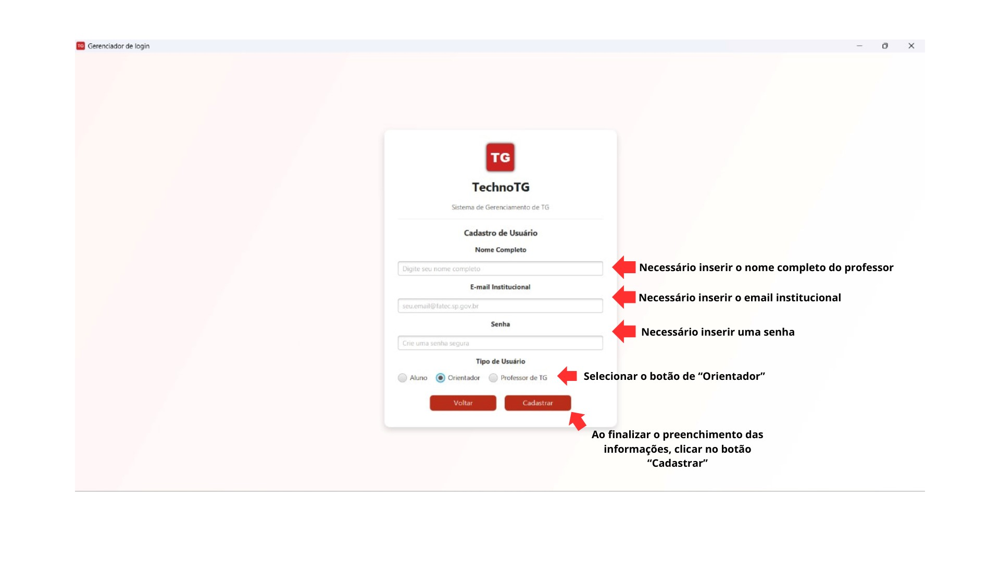 TG Gerenciador de login
TG
TechnoTG
Sistema de Gerenciamento de TG
Cadastro de Usuário
Nome Completo
Digite seu nome completo
Necessário inserir o nome completo do professor
E-mail Institucional
Necessário inserir o email institucional
seu.email@fatec.sp.gov.br
Senha
Necessário inserir uma senha
Crie uma senha segura
Tipo de Usuário
Aluno Orientador Professor de TG
Selecionar o botão de “Orientador”
Voltar Cadastrar
Ao finalizar o preenchimento das
informações, clicar no botão
“Cadastrar”